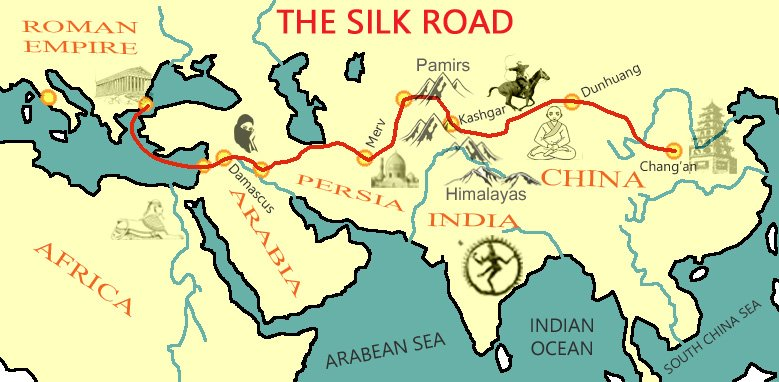 THE SILK ROAD
ROMAN
EMPIRE
Pamirs
Dunhuang
Kashgar
Merv
Chang'an
Damascus
Himalayas
CHINA
PERSIA
INDIA
ARABIA
AFRICA
ARABEAN SEA
INDIAN
OCEAN
SOUTH CHINA SEA